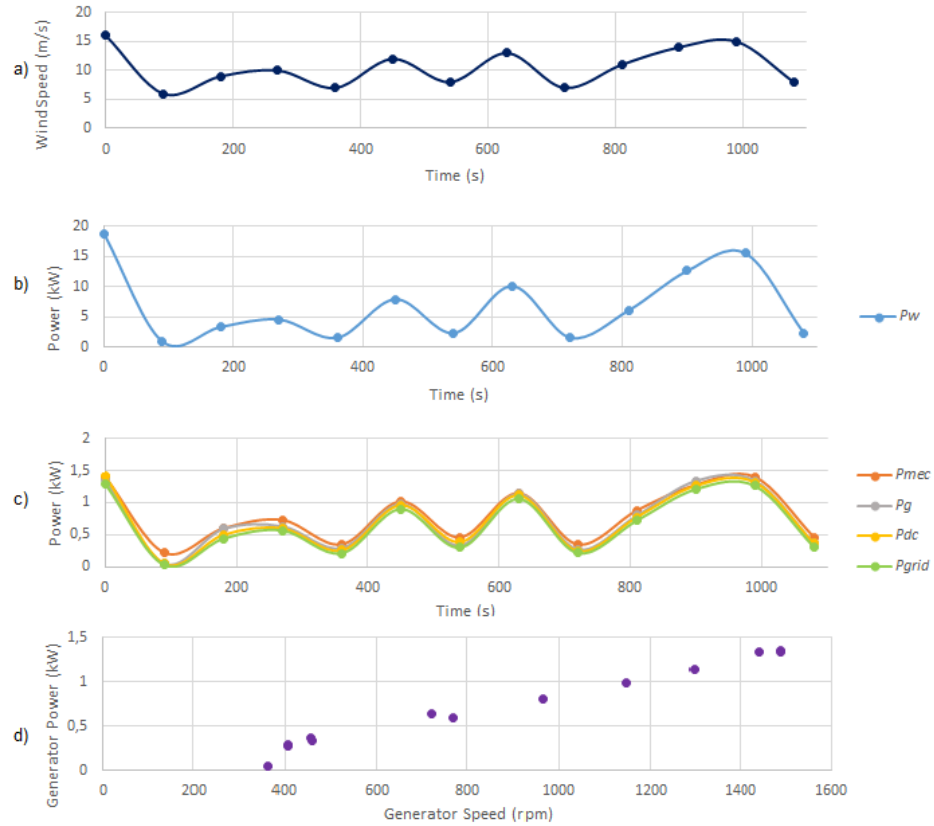 a)
WindSpeed (m/s)
20
15
10
5
0
0 200 400 600 800 1000
Time (s)
b)
Power (kW)
20
15
10
5
0
0 200 400 600 800 1000
Time (s)
Pw
c)
Power (kW)
2
1,5
1
0,5
0
0 200 400 600 800 1000
Time (s)
Pmec
Pg
Pdc
Pgrid
d)
Generator Power (kW)
1,5
1
0,5
0
0 200 400 600 800 1000 1200 1400 1600
Generator Speed (rpm)